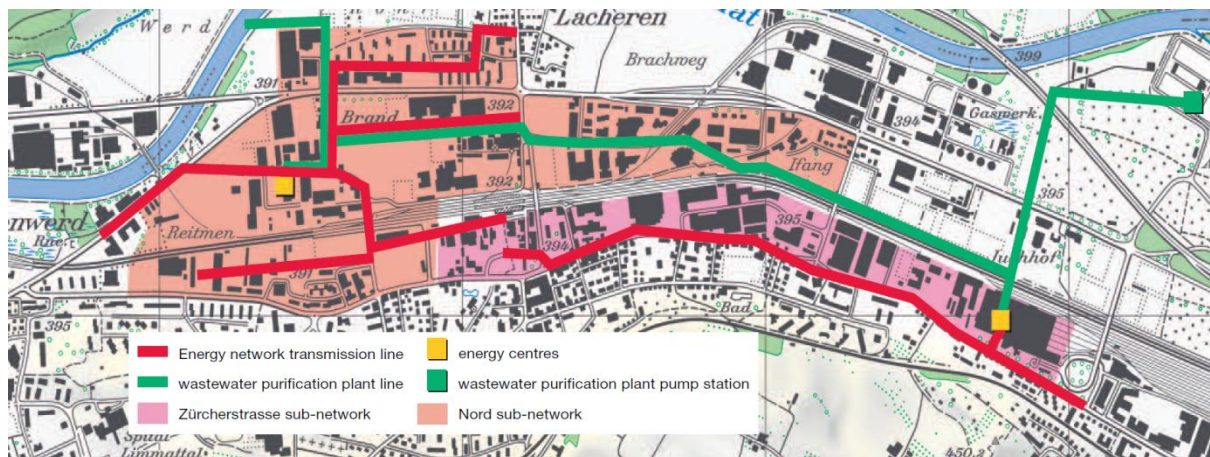 Werd
Lacheren
Brachweg
399
391
Brand
392
394
Gaswerk
392
Ifang
395
enwerd
Reitmen
394
395
Juchhof
391
Bad
395
Energy network transmission line
energy centres
wastewater purification plant line
wastewater purification plant pump station
Zürcherstrasse sub-network
Nord sub-network
Spital
Limmattal
450.2